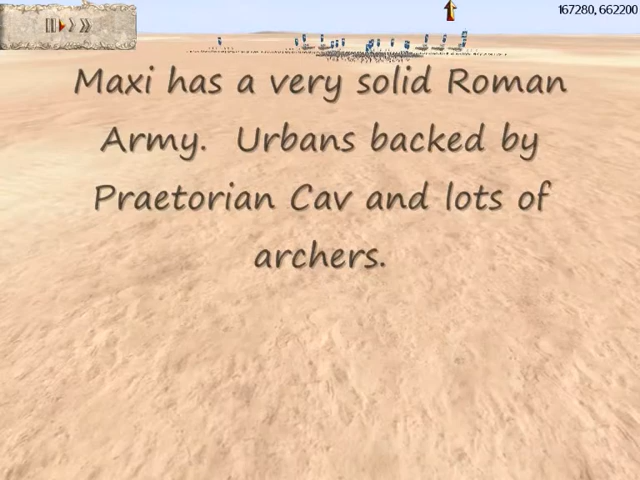 167280, 662200
Maxi has a very solid Roman
Army.  Urbans backed by
Praetorian Cav and lots of
archers.